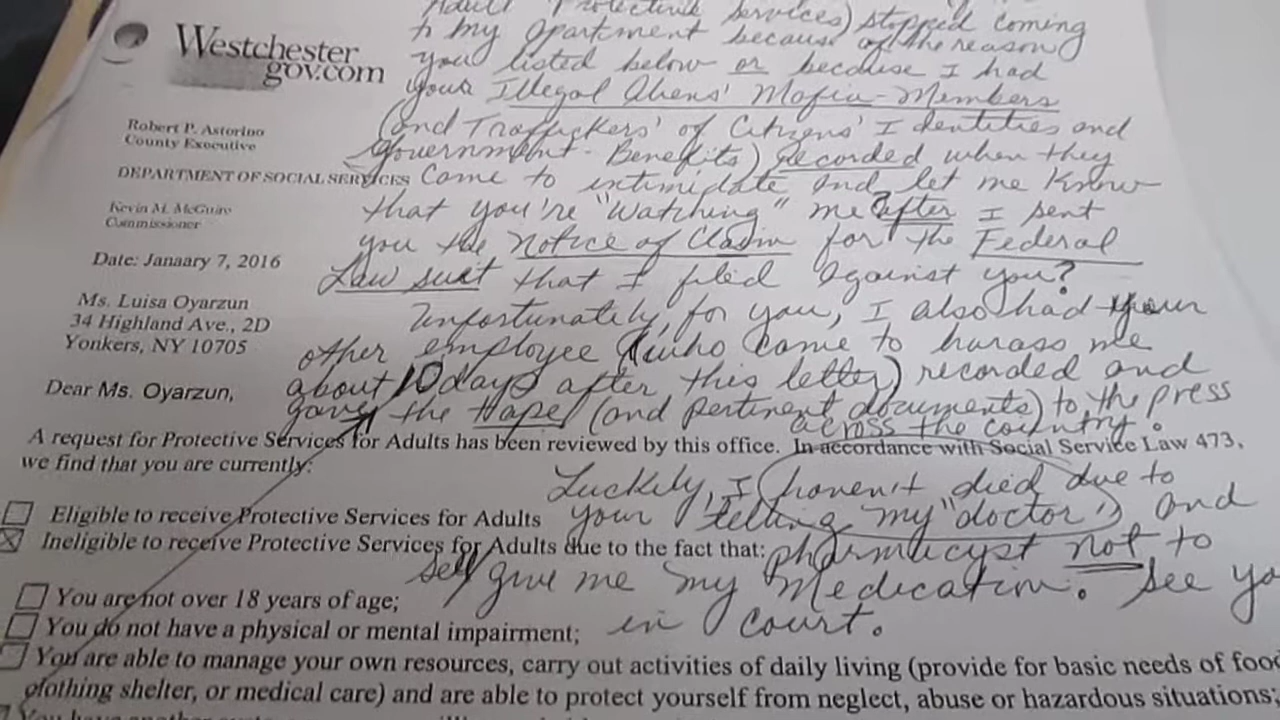 Adult Protective Services) stopped coming
to my Apartment because of the reason
you listed below or because I had
your Illegal Aliens' Mafia-Members
(and Traffickers' of Citizens' Identities and
Government-Benefits) recorded when they
came to intimidate and let me know
that you're "Watching" me after I sent
you the Notice of Claim for the Federal
Law suit that I filed against you?
Unfortunately, for you, I also had your
other employee (who came to harass me
about 10 days after this letter) recorded and
gave the tape (and pertinent documents) to the press
across the country.
Luckily, I haven't died due to
your telling my "doctor" and
pharmacyst not to
sell/give me my Medication. See yo
in court.
Westchester
gov.com
Robert P. Astorino
County Executive
DEPARTMENT OF SOCIAL SERVICES
Kevin M. McGuire
Commissioner
Date: Janaary 7, 2016
Ms. Luisa Oyarzun
34 Highland Ave., 2D
Yonkers, NY 10705
Dear Ms. Oyarzun,
A request for Protective Services for Adults has been reviewed by this office. In accordance with Social Service Law 473,
we find that you are currently:
Eligible to receive Protective Services for Adults
Ineligible to receive Protective Services for Adults due to the fact that:
You are not over 18 years of age;
You do not have a physical or mental impairment;
You are able to manage your own resources, carry out activities of daily living (provide for basic needs of food
clothing shelter, or medical care) and are able to protect yourself from neglect, abuse or hazardous situations;
You have another